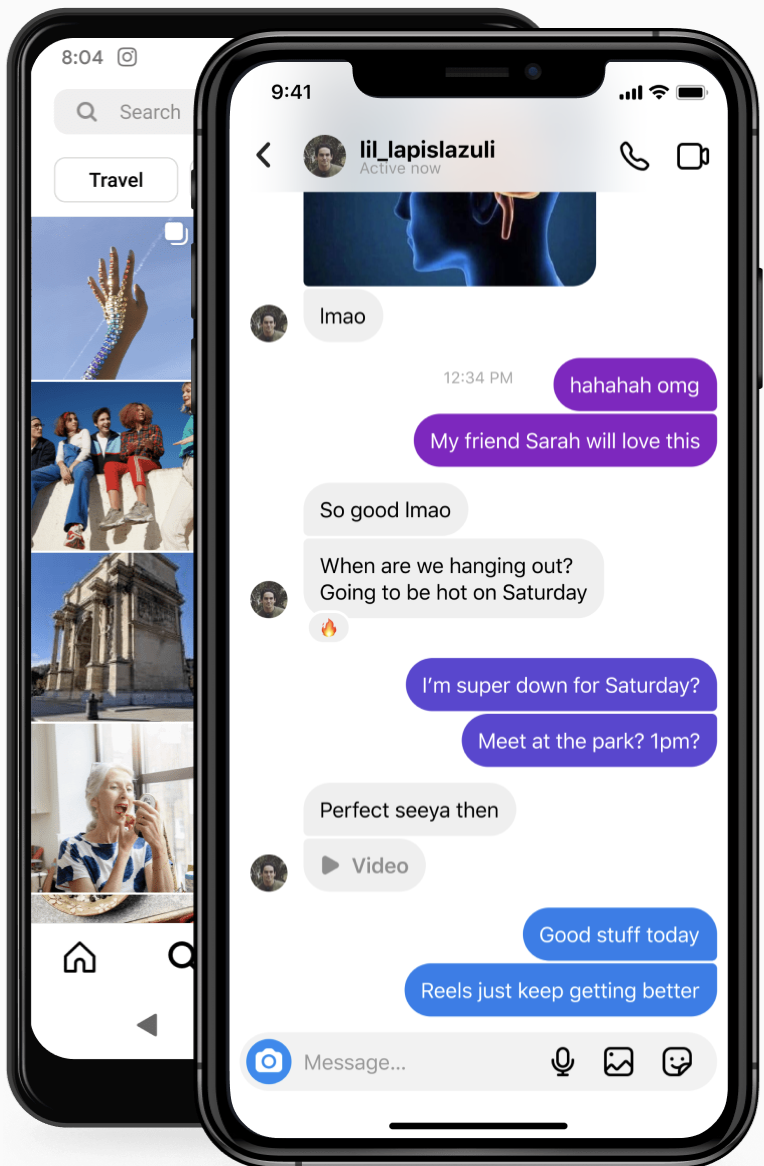 8:04
Search
Travel
9:41
lil_lapislazuli
Active now
lmao
12:34 PM
hahahah omg
My friend Sarah will love this
So good lmao
When are we hanging out?
Going to be hot on Saturday
I’m super down for Saturday?
Meet at the park? 1pm?
Perfect seeya then
Video
Good stuff today
Reels just keep getting better
Message...